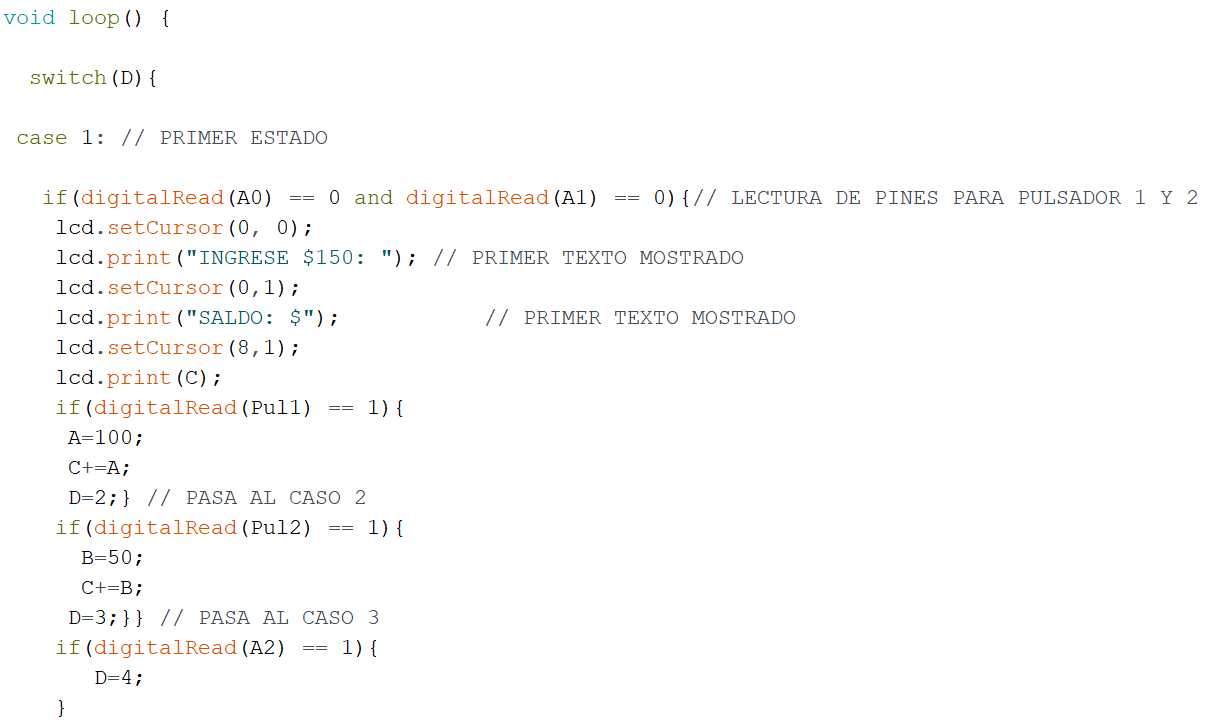 void loop() {
switch(D){
case 1: // PRIMER ESTADO
if(digitalRead(A0) == 0 and digitalRead(A1) == 0){// LECTURA DE PINES PARA PULSADOR 1 Y 2
lcd.setCursor(0, 0);
lcd.print("INGRESE $150: "); // PRIMER TEXTO MOSTRADO
lcd.setCursor(0,1);
lcd.print("SALDO: $"); // PRIMER TEXTO MOSTRADO
lcd.setCursor(8,1);
lcd.print(C);
if(digitalRead(Pul1) == 1){
A=100;
C+=A;
D=2;} // PASA AL CASO 2
if(digitalRead(Pul2) == 1){
B=50;
C+=B;
D=3;}} // PASA AL CASO 3
if(digitalRead(A2) == 1){
D=4;
}